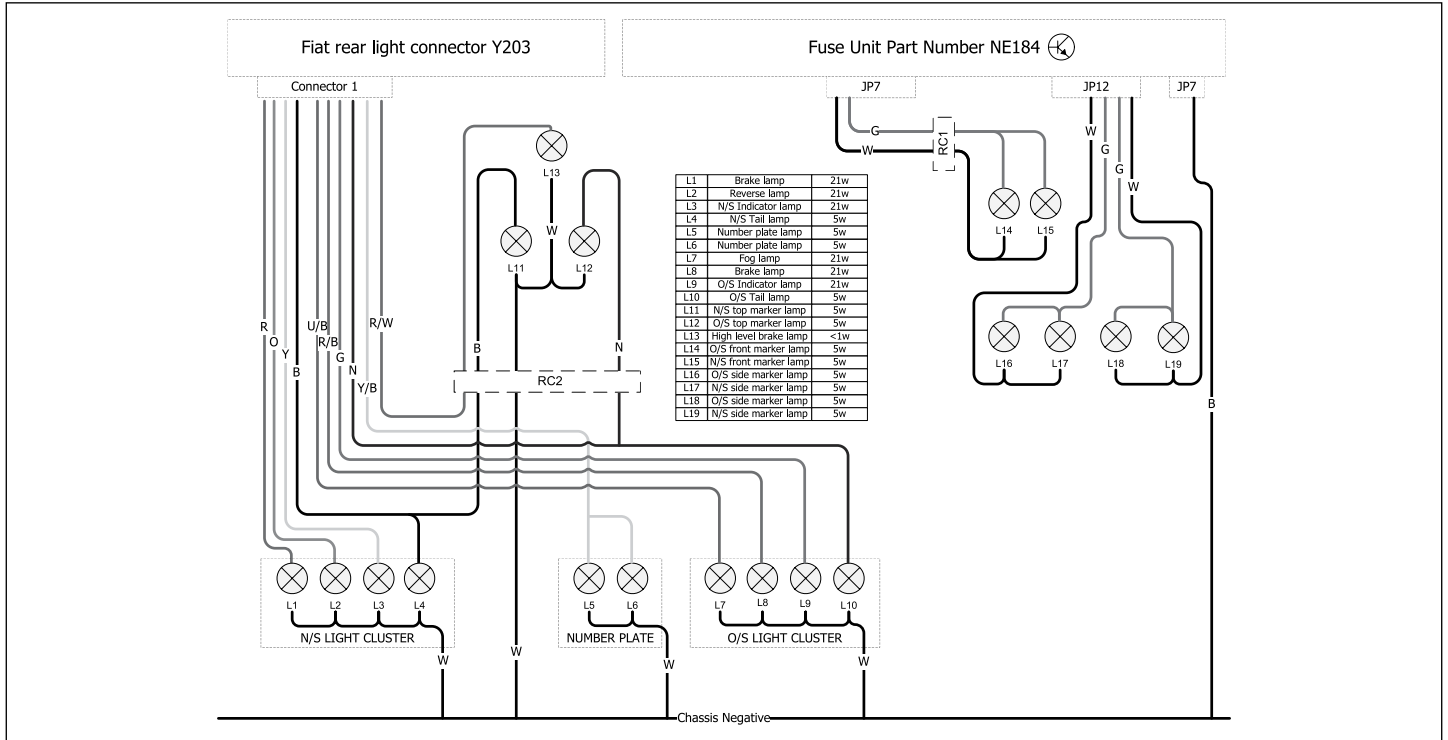 Fiat rear light connector Y203
Fuse Unit Part Number NE184
Connector 1
JP7
JP12
JP7
G
W
RC1
W
G
G
W
L13
W
L11
L12
L14
L15
L1 Brake lamp 21w
L2 Reverse lamp 21w
L3 N/S Indicator lamp 21w
L4 N/S Tail lamp 5w
L5 Number plate lamp 5w
L6 Number plate lamp 5w
L7 Fog lamp 21w
L8 Brake lamp 21w
L9 O/S Indicator lamp 21w
L10 O/S Tail lamp 5w
L11 N/S top marker lamp 5w
L12 O/S top marker lamp 5w
L13 High level brake lamp <1w
L14 O/S front marker lamp 5w
L15 N/S front marker lamp 5w
L16 O/S side marker lamp 5w
L17 N/S side marker lamp 5w
L18 O/S side marker lamp 5w
L19 N/S side marker lamp 5w
R
O
Y
B
U/B
R/B
G
N
Y/B
R/W
B
N
RC2
L16
L17
L18
L19
B
L1
L2
L3
L4
N/S LIGHT CLUSTER
L5
L6
NUMBER PLATE
L7
L8
L9
L10
O/S LIGHT CLUSTER
W
W
W
W
Chassis Negative